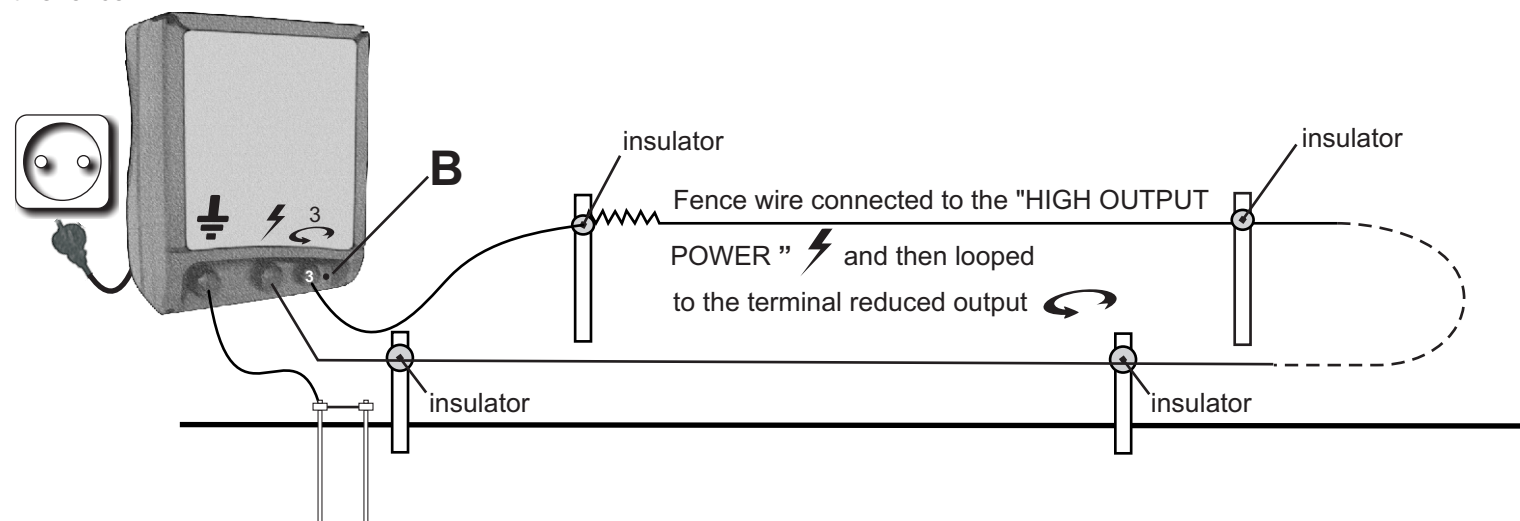 insulator
insulator
B
Fence wire connected to the "HIGH OUTPUT
POWER ” and then looped
to the terminal reduced output
3
3
insulator
insulator